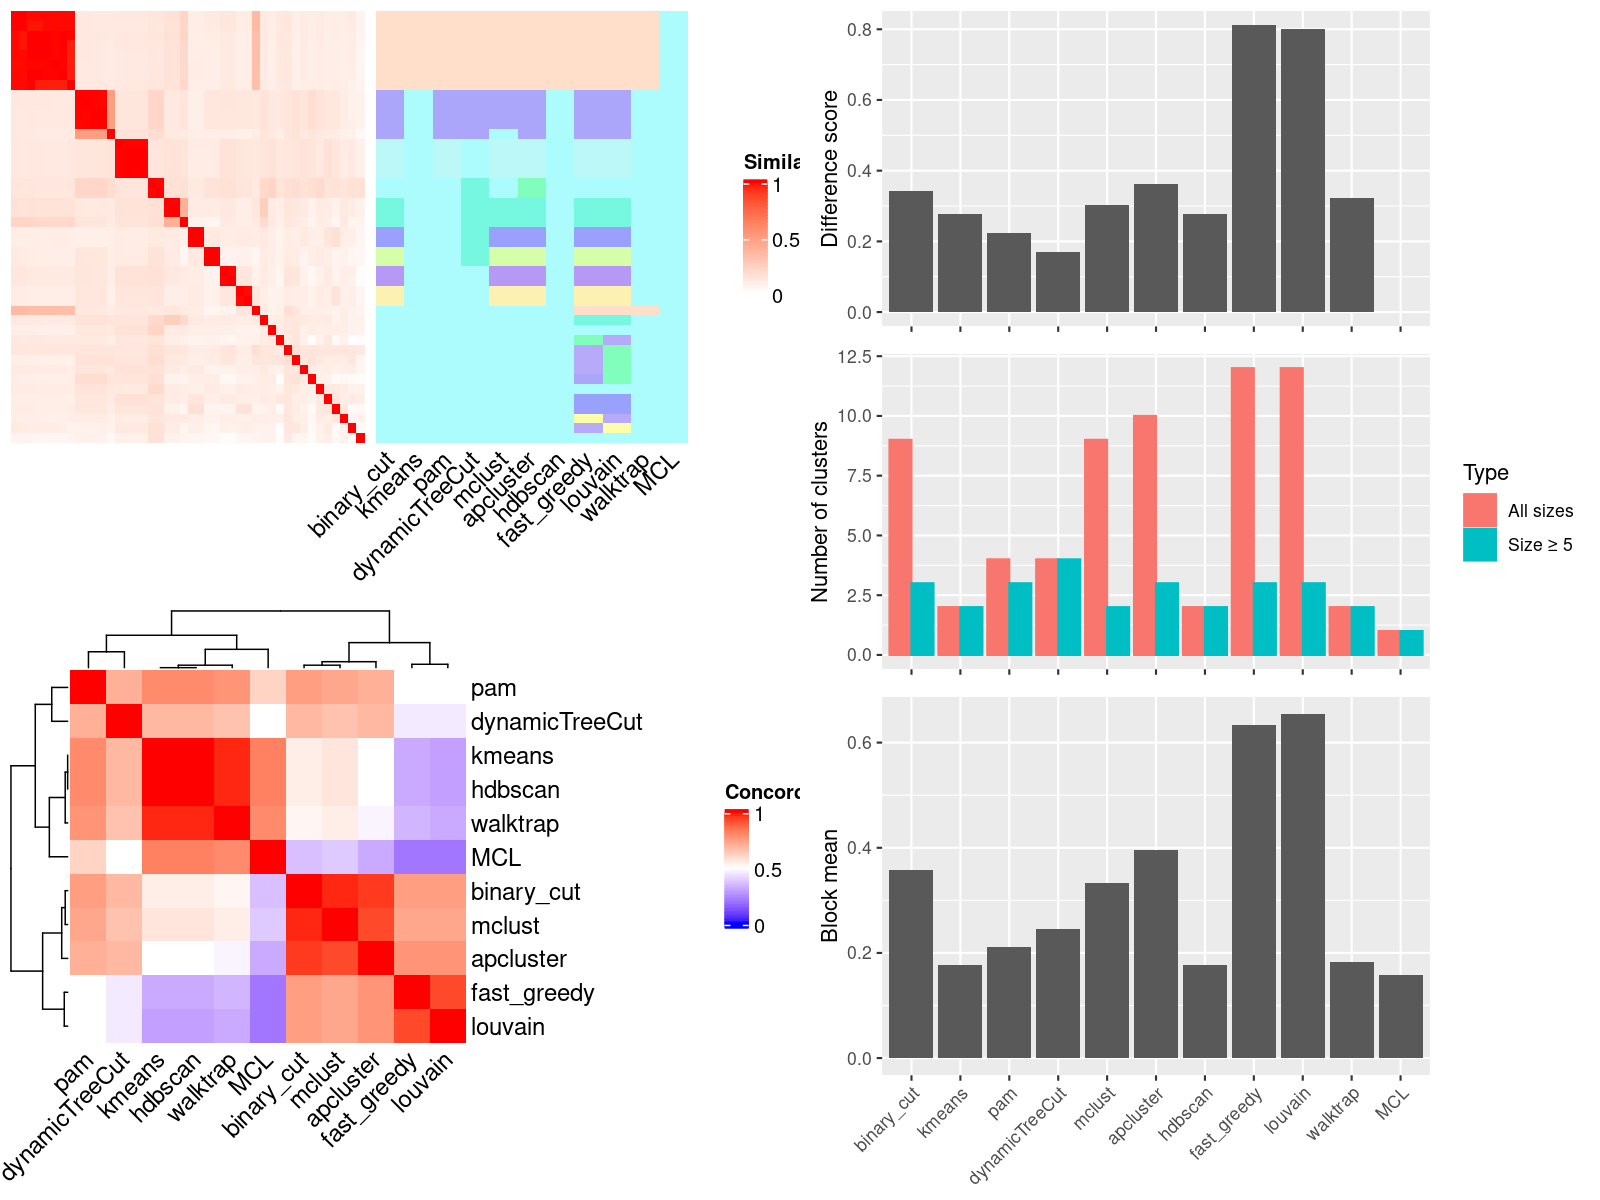 Simila
1
0.5
0
binary_cut
kmeans
pam
dynamicTreeCut
mclust
apcluster
hdbscan
fast_greedy
louvain
walktrap
MCL
pam
dynamicTreeCut
kmeans
hdbscan
walktrap
MCL
binary_cut
mclust
apcluster
fast_greedy
louvain
Concord
1
0.5
0
pam
dynamicTreeCut
kmeans
hdbscan
walktrap
MCL
binary_cut
mclust
apcluster
fast_greedy
louvain
Difference score
0.8
0.6
0.4
0.2
0.0
Number of clusters
12.5
10.0
7.5
5.0
2.5
0.0
Type
All sizes
Size ≥ 5
Block mean
0.6
0.4
0.2
0.0
binary_cut
kmeans
pam
dynamicTreeCut
mclust
apcluster
hdbscan
fast_greedy
louvain
walktrap
MCL